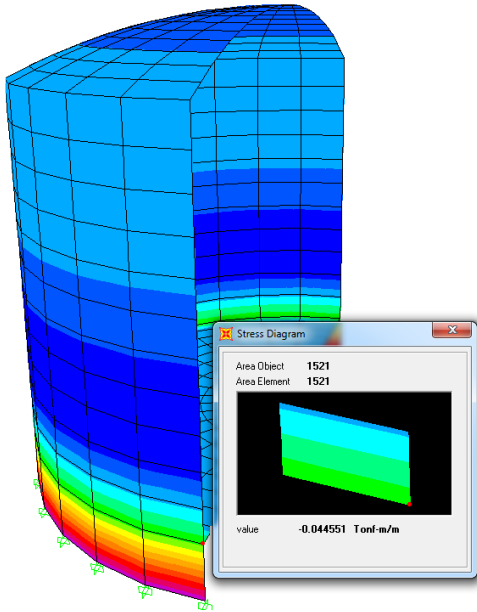 Stress Diagram
Area Object 1521
Area Element 1521
value -0.044551 Tonf-m/m